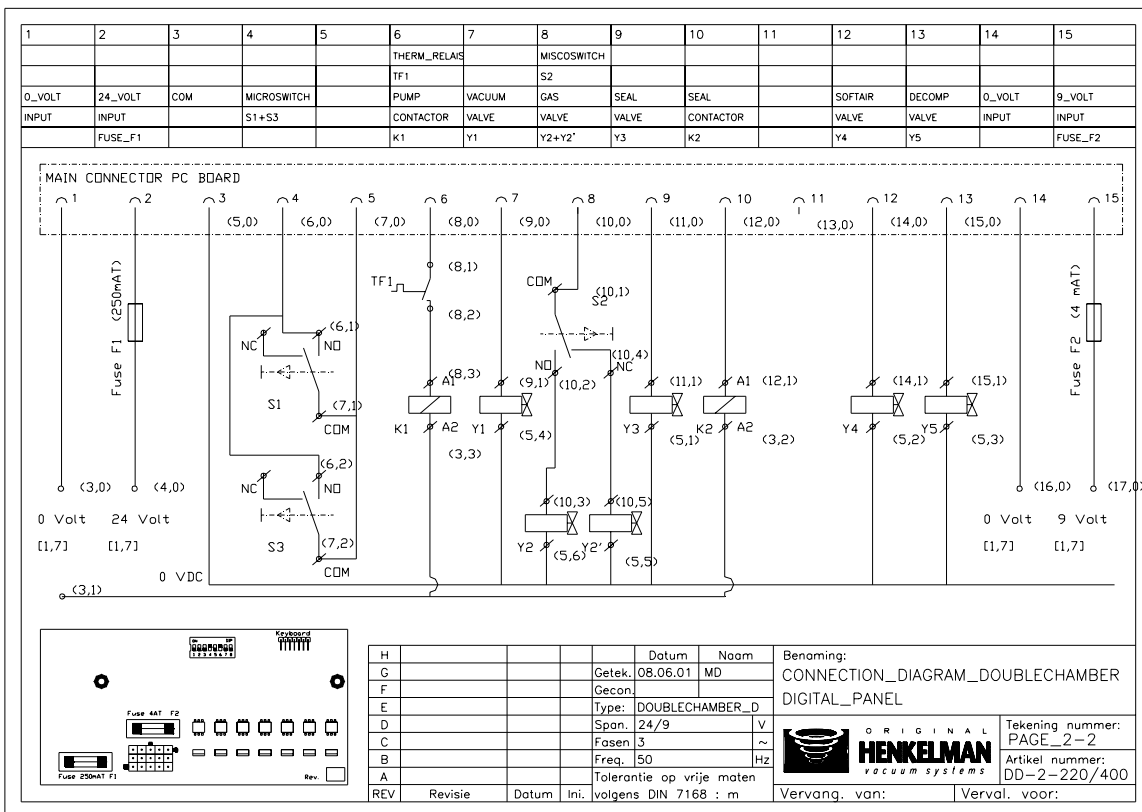 1 2 3 4 5 6 7 8 9 10 11 12 13 14 15
THERM_RELAIS MISCOSWITCH
TF1 S2
0_VOLT 24_VOLT COM MICROSWITCH PUMP VACUUM GAS SEAL SEAL SOFTAIR DECOMP 0_VOLT 9_VOLT
INPUT INPUT S1+S3 CONTACTOR VALVE VALVE VALVE CONTACTOR VALVE VALVE INPUT INPUT
FUSE_F1 K1 Y1 Y2+Y2' Y3 K2 Y4 Y5 FUSE_F2
MAIN CONNECTOR PC BOARD
1 2 3 4 5 6 7 8 9 10 11 12 13 14 15
(5,0) (6,0) (7,0) (8,0) (9,0) (10,0) (11,0) (12,0) (13,0) (14,0) (15,0)
Fuse F1 (250mAT)
TF1 (8,1)
(8,2)
COM (10,1)
S2
Fuse F2 (4 mAT)
(6,1)
NC NO
S1
(7,1)
COM
NO (10,2) (10,4) NC
(8,3) A1 (9,1) (11,1) A1 (12,1) (14,1) (15,1)
K1 A2 Y1 (5,4) Y3 (5,1) K2 A2 Y4 (5,2) Y5 (5,3)
(3,3) (3,2)
(6,2)
NC NO
S3
(7,2)
COM
(3,0) (4,0) (10,3) (10,5) (16,0) (17,0)
0 Volt 24 Volt Y2 (5,6) Y2' (5,5) 0 Volt 9 Volt
[1,7] [1,7] [1,7] [1,7]
0 VDC
(3,1)
Keyboard
ON DIP
1 2 3 4 5 6 7 8
Fuse 4AT F2
Fuse 250mAT F1
Rev.
H Datum Naam
G Getek. 08.06.01 MD
F Gecon.
E Type: DOUBLECHAMBER_D
D Span. 24/9 V
C Fasen 3 ~
B Freq. 50 Hz
A Tolerantie op vrije maten
REV Revisie Datum Ini. volgens DIN 7168 : m
Benaming:
CONNECTION_DIAGRAM_DOUBLECHAMBER
DIGITAL_PANEL
ORIGINAL
HENKELMAN
vacuum systems
Tekening nummer:
PAGE_2-2
Artikel nummer:
DD-2-220/400
Vervang. van: Verval. voor: